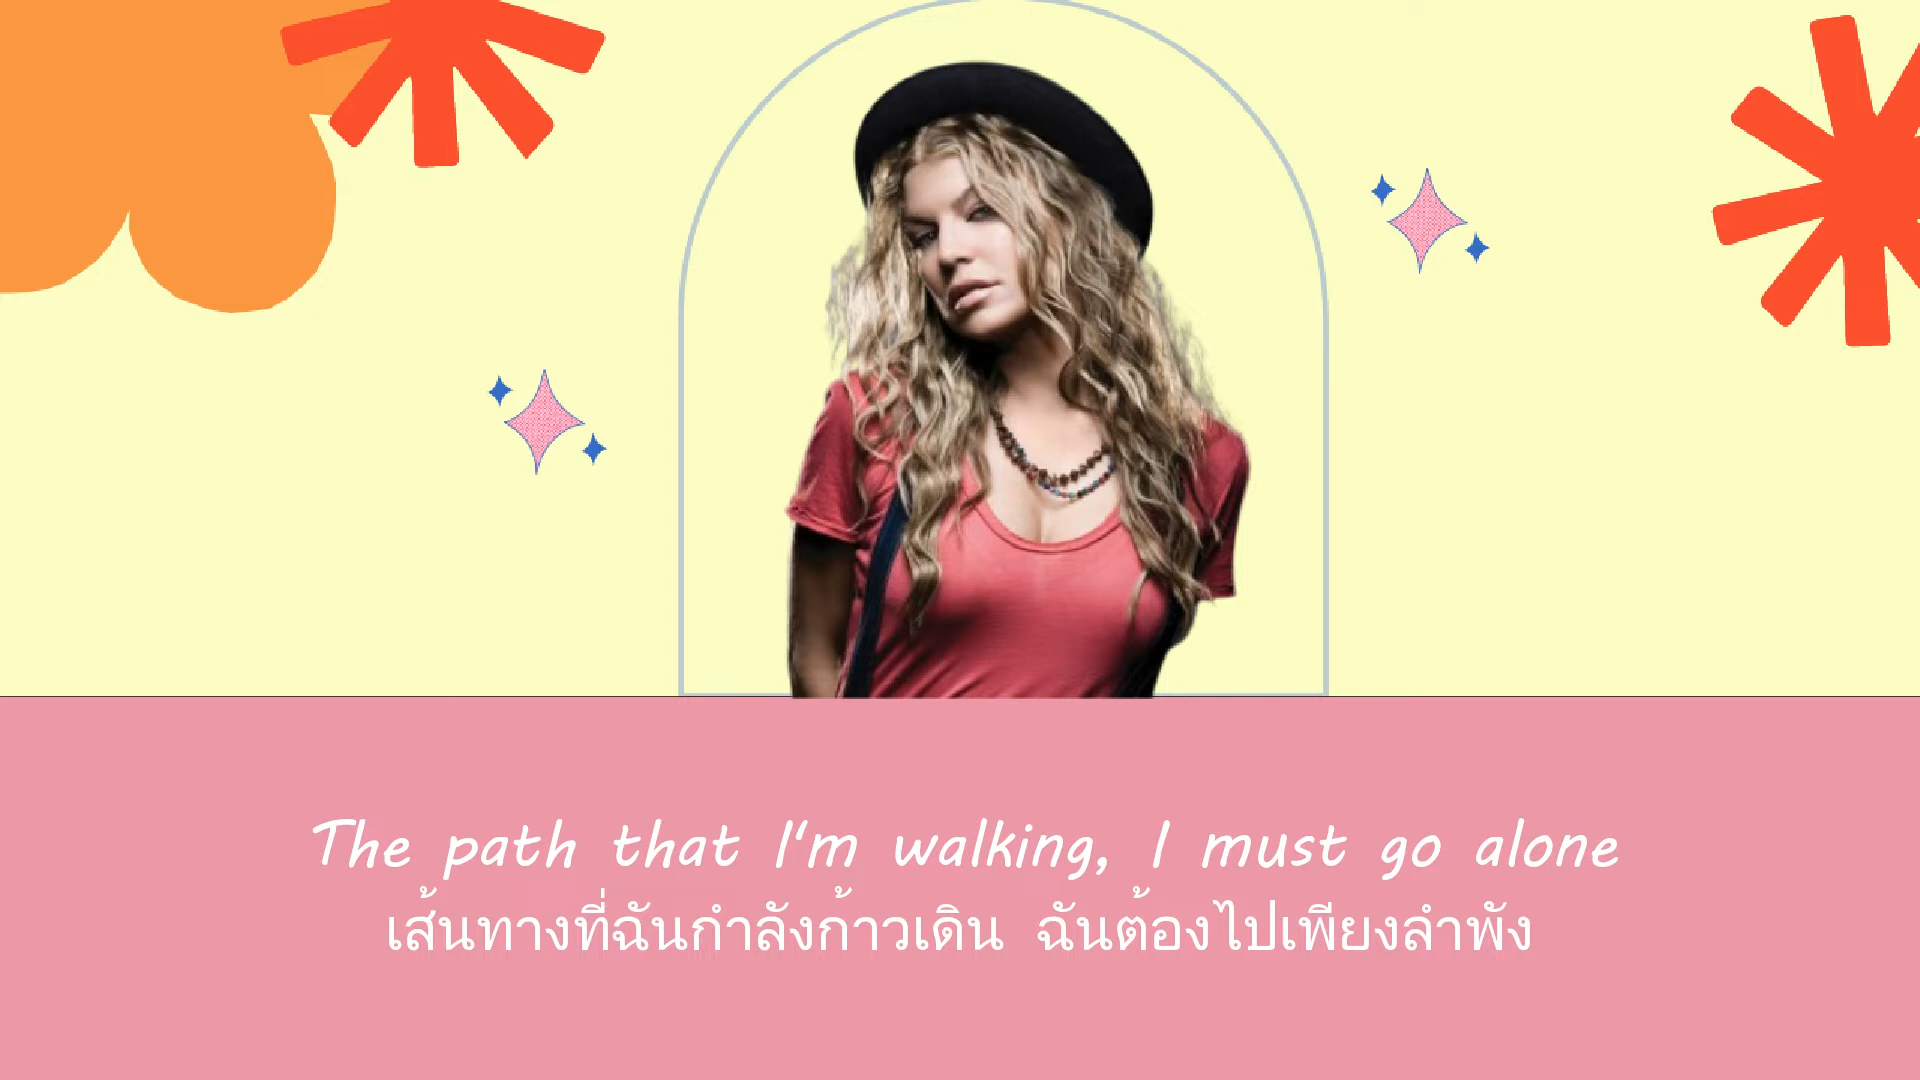 The path that I'm walking, I must go alone
เส้นทางที่ฉันกำลังก้าวเดิน ฉันต้องไปเพียงลำพัง